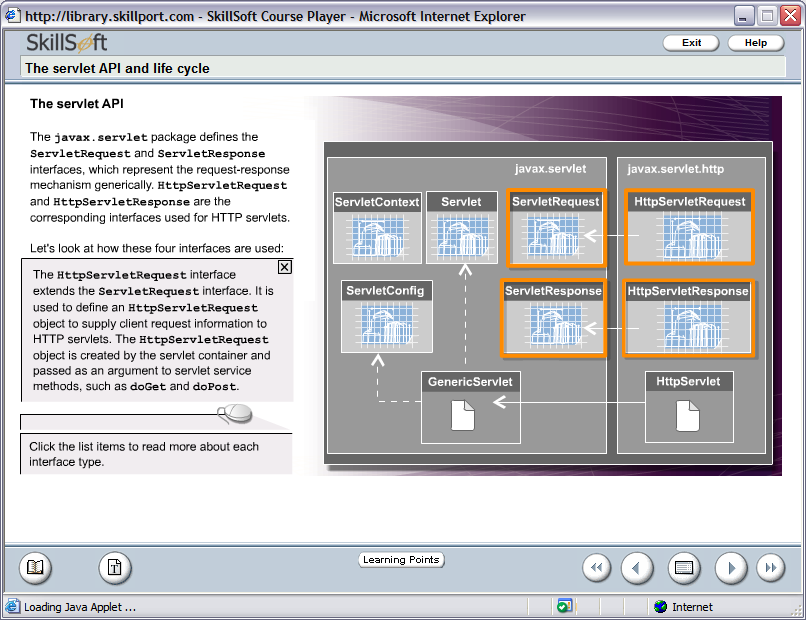 http://library.skillport.com - SkillSoft Course Player - Microsoft Internet Explorer
SkillSoft
Exit
Help
The servlet API and life cycle
The servlet API
The javax.servlet package defines the
ServletRequest and ServletResponse
interfaces, which represent the request-response
mechanism generically. HttpServletRequest
and HttpServletResponse are the
corresponding interfaces used for HTTP servlets.
Let's look at how these four interfaces are used:
The HttpServletRequest interface
extends the ServletRequest interface. It is
used to define an HttpServletRequest
object to supply client request information to
HTTP servlets. The HttpServletRequest
object is created by the servlet container and
passed as an argument to servlet service
methods, such as doGet and doPost.
Click the list items to read more about each
interface type.
javax.servlet
javax.servlet.http
ServletContext
Servlet
ServletRequest
HttpServletRequest
ServletConfig
ServletResponse
HttpServletResponse
GenericServlet
HttpServlet
T
Learning Points
Loading Java Applet ...
Internet